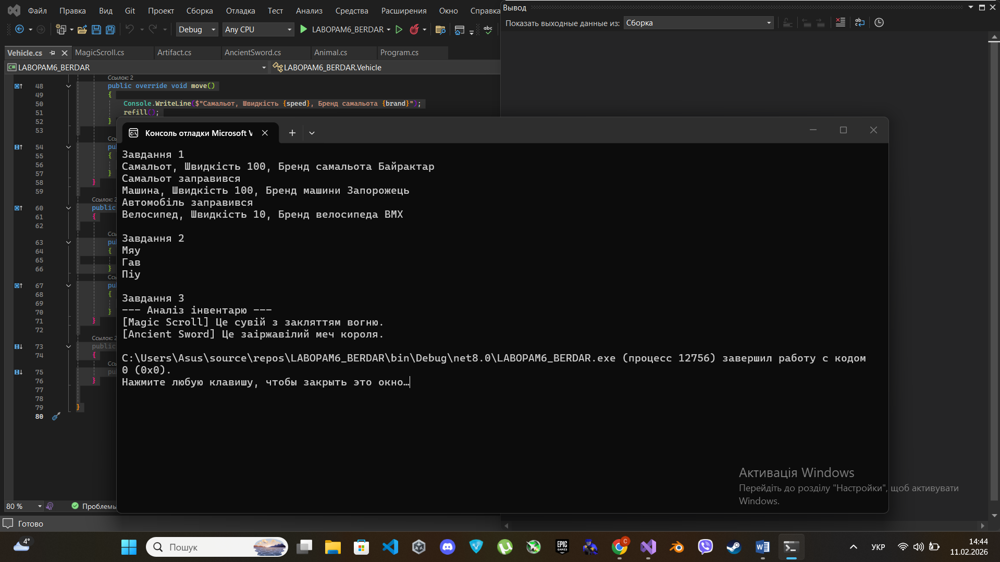 Файл Правка Вид Git Проект Сборка Отладка Тест Анализ Средства Расширения Окно Справка
Вывод
Показать выходные данные из: Сборка
Debug Any CPU LABOPAM6_BERDAR
Vehicle.cs MagicScroll.cs Artifact.cs AncientSword.cs Animal.cs Program.cs
LABOPAM6_BERDAR LABOPAM6_BERDAR.Vehicle
Ссылок: 2
48 public override void move()
49 {
50 Console.WriteLine($"Самальот, Швидкість {speed}, Бренд самальота {brand}");
51 refill();
52 }
53
Ссы
54 pu
55 {
56
57 }
58 }
59
Ссылок: 2
60 public
61 {
62
Ссы
63 pu
64 {
65
66 }
Ссы
67 pu
68 {
69
70 }
71 }
72
Ссылок: 2
73 public
74 {
Ссы
75 pu
76 }
77
78
79 }
80
80 % Проблемы
Готово
Консоль отладки Microsoft V
Завдання 1
Самальот, Швидкість 100, Бренд самальота Байрактар
Самальот заправився
Машина, Швидкість 100, Бренд машини Запорожець
Автомобіль заправився
Велосипед, Швидкість 10, Бренд велосипеда BMX
Завдання 2
Мяу
Гав
Піу
Завдання 3
--- Аналіз інвентарю ---
[Magic Scroll] Це сувій з закляттям вогню.
[Ancient Sword] Це заіржавілий меч короля.
C:\Users\Asus\source\repos\LABOPAM6_BERDAR\bin\Debug\net8.0\LABOPAM6_BERDAR.exe (процесс 12756) завершил работу с кодом
0 (0x0).
Нажмите любую клавишу, чтобы закрыть это окно…
Активація Windows
Перейдіть до розділу "Настройки", щоб активувати
Windows.
4°
Пошук
EPIC GAMES
УКР
14:44
11.02.2026